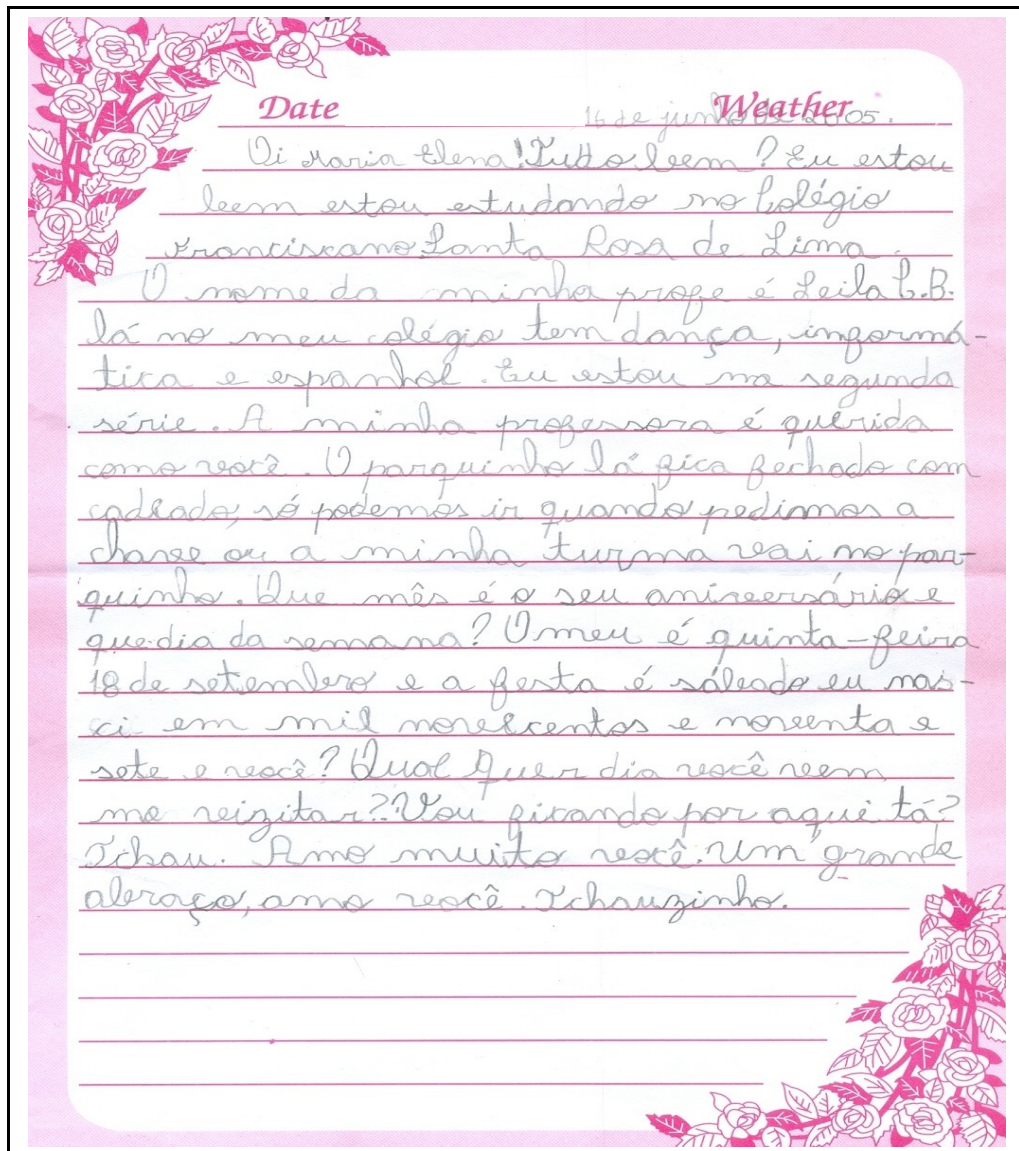 Date Weather
16 de junho de 2005.
Oi Maria Elena! Tudo bem? Eu estou
bem estou estudando no Colégio
Franciscano Santa Rosa de Lima.
O nome da minha profe é Leila C.B.
lá no meu colégio tem dança, informá-
tica e espanhol. Eu estou na segunda
série. A minha professora é quérida
como você. O parquinho lá fica fechado com
cadeado, só podemos ir quando pedimos a
chave ou a minha turma vai no par-
quinho. Que mês é o seu aniversário e
que dia da semana? O meu é quinta-feira
18 de setembro e a festa é sábado eu nas-
ci em mil novescentos e noventa e
sete e você? Qual quer dia você vem
me vizitar? Vou ficando por aqui tá?
Tchau. Amo muito você. Um grande
abraço, amo você. Tchauzinho.